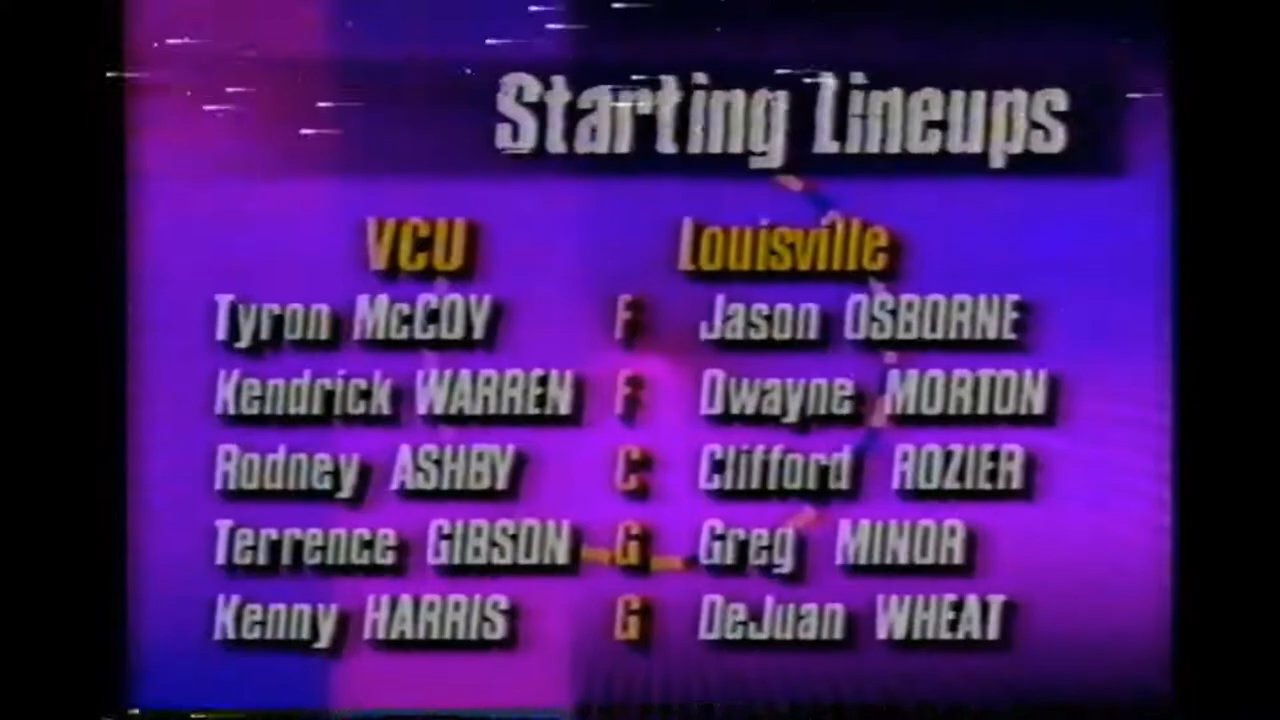 Starting Lineups
VCU Louisville
Tyron McCOY F Jason OSBORNE
Kendrick WARREN F Dwayne MORTON
Rodney ASHBY C Clifford ROZIER
Terrence GIBSON G Greg MINOR
Kenny HARRIS G DeJuan WHEAT